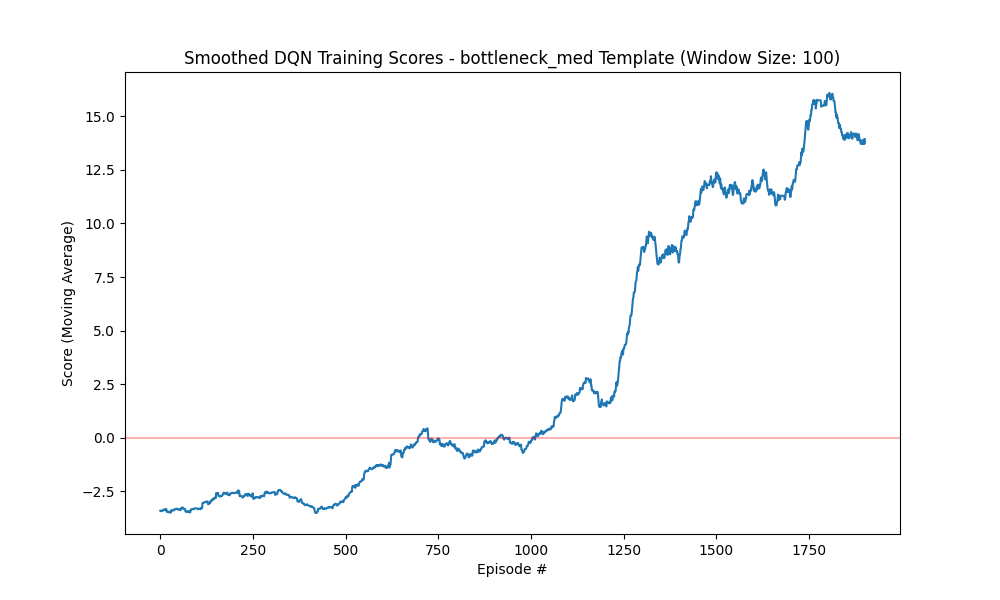 Smoothed DQN Training Scores - bottleneck_med Template (Window Size: 100)
Score (Moving Average)
15.0
12.5
10.0
7.5
5.0
2.5
0.0
−2.5
0 250 500 750 1000 1250 1500 1750
Episode #